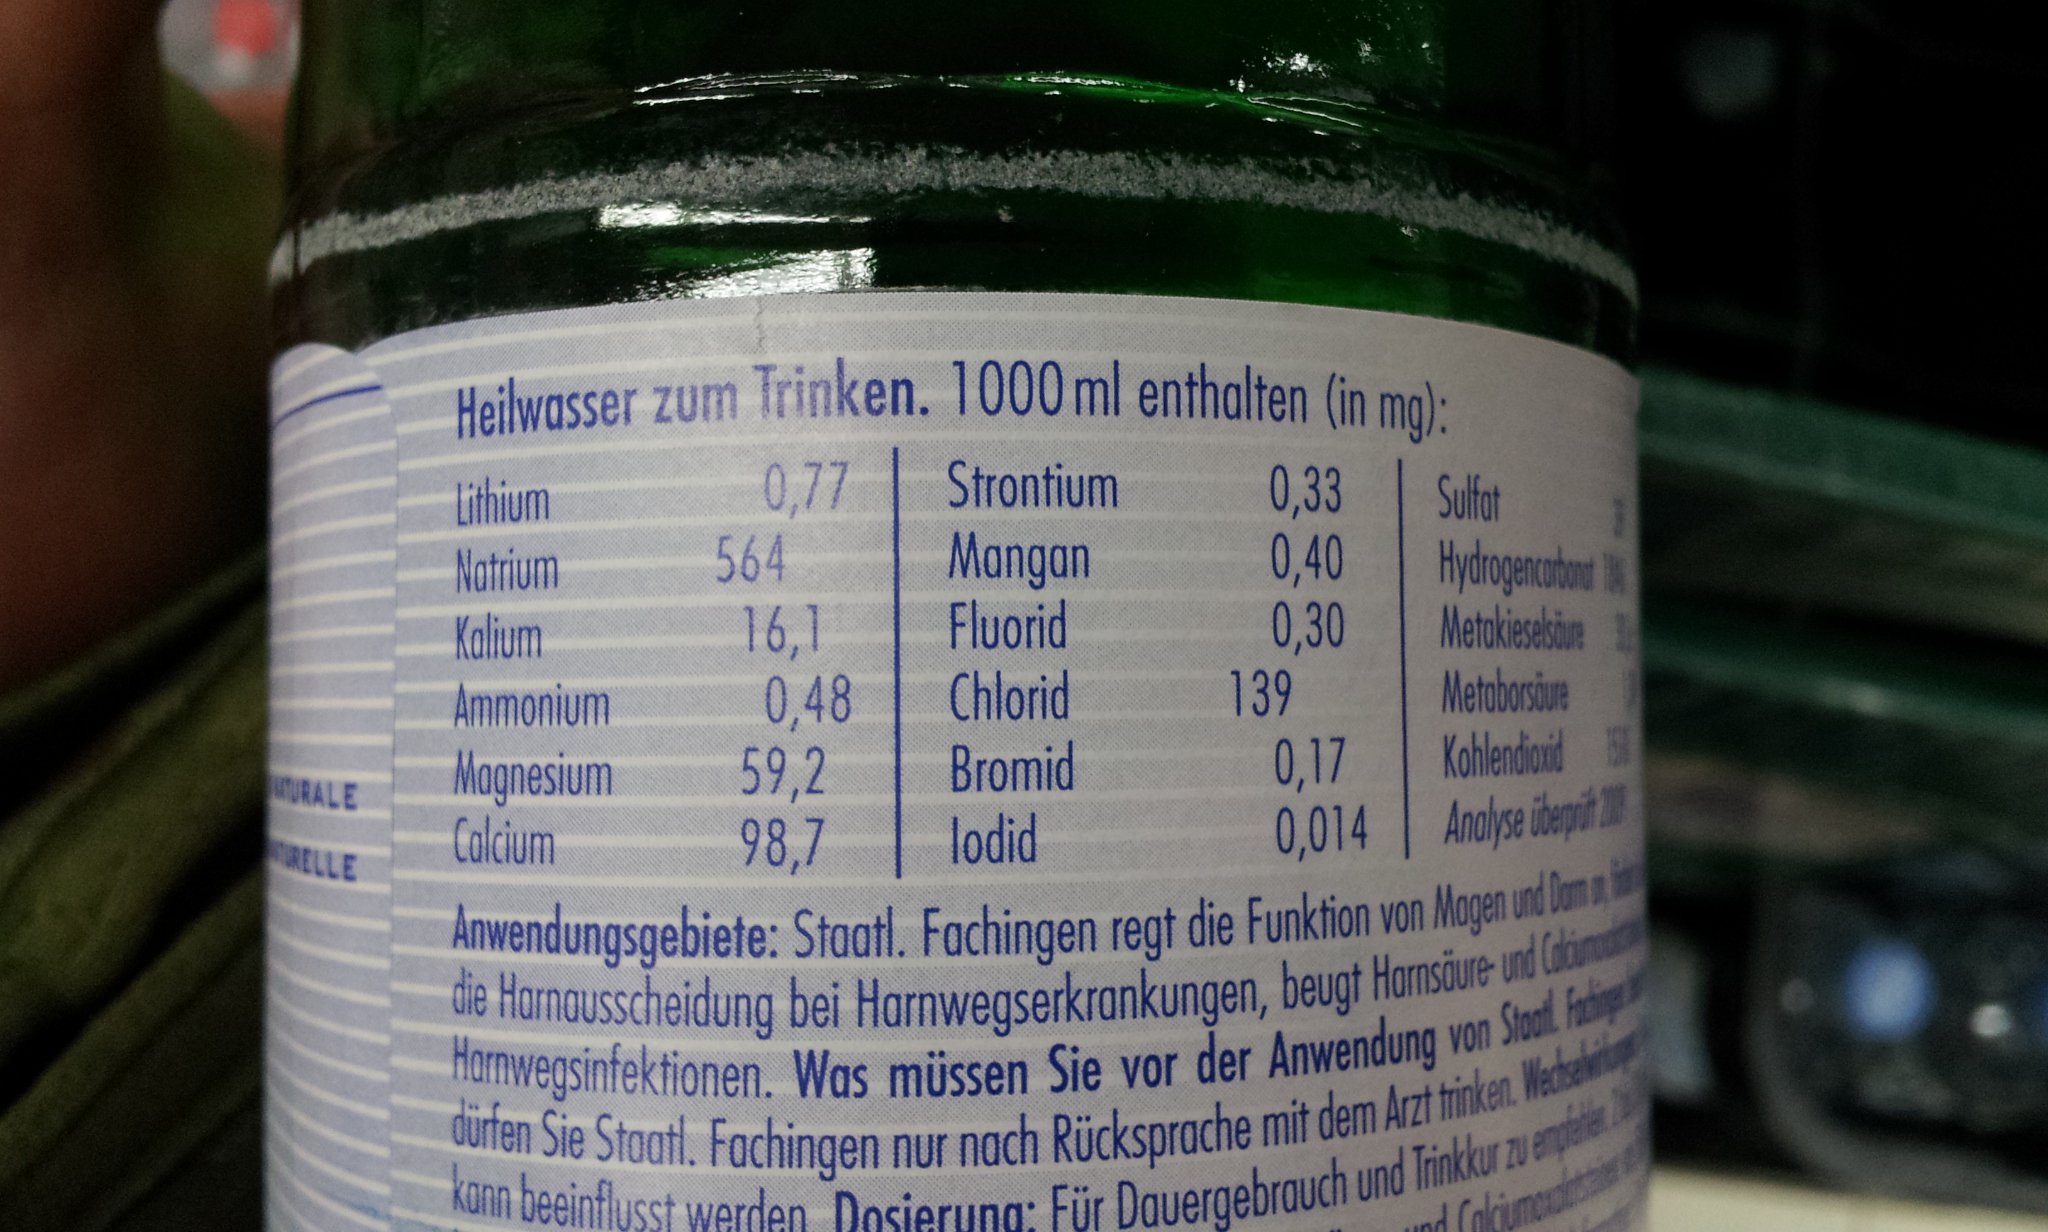 Heilwasser zum Trinken. 1000 ml enthalten (in mg):
Lithium 0,77
Natrium 564
Kalium 16,1
Ammonium 0,48
Magnesium 59,2
Calcium 98,7
Strontium 0,33
Mangan 0,40
Fluorid 0,30
Chlorid 139
Bromid 0,17
Iodid 0,014
Sulfat
Hydrogencarbonat
Metakieselsäure
Metaborsäure
Kohlendioxid
Analyse überprüft
Anwendungsgebiete: Staatl. Fachingen regt die Funktion von Magen und Darm an,
die Harnausscheidung bei Harnwegserkrankungen, beugt Harnsäure- und
Harnwegsinfektionen. Was müssen Sie vor der Anwendung von Staatl. Fachingen
dürfen Sie Staatl. Fachingen nur nach Rücksprache mit dem Arzt trinken.
kann beeinflusst werden. Dosierung: Für Dauergebrauch und Trinkkur zu empfehlen.
und